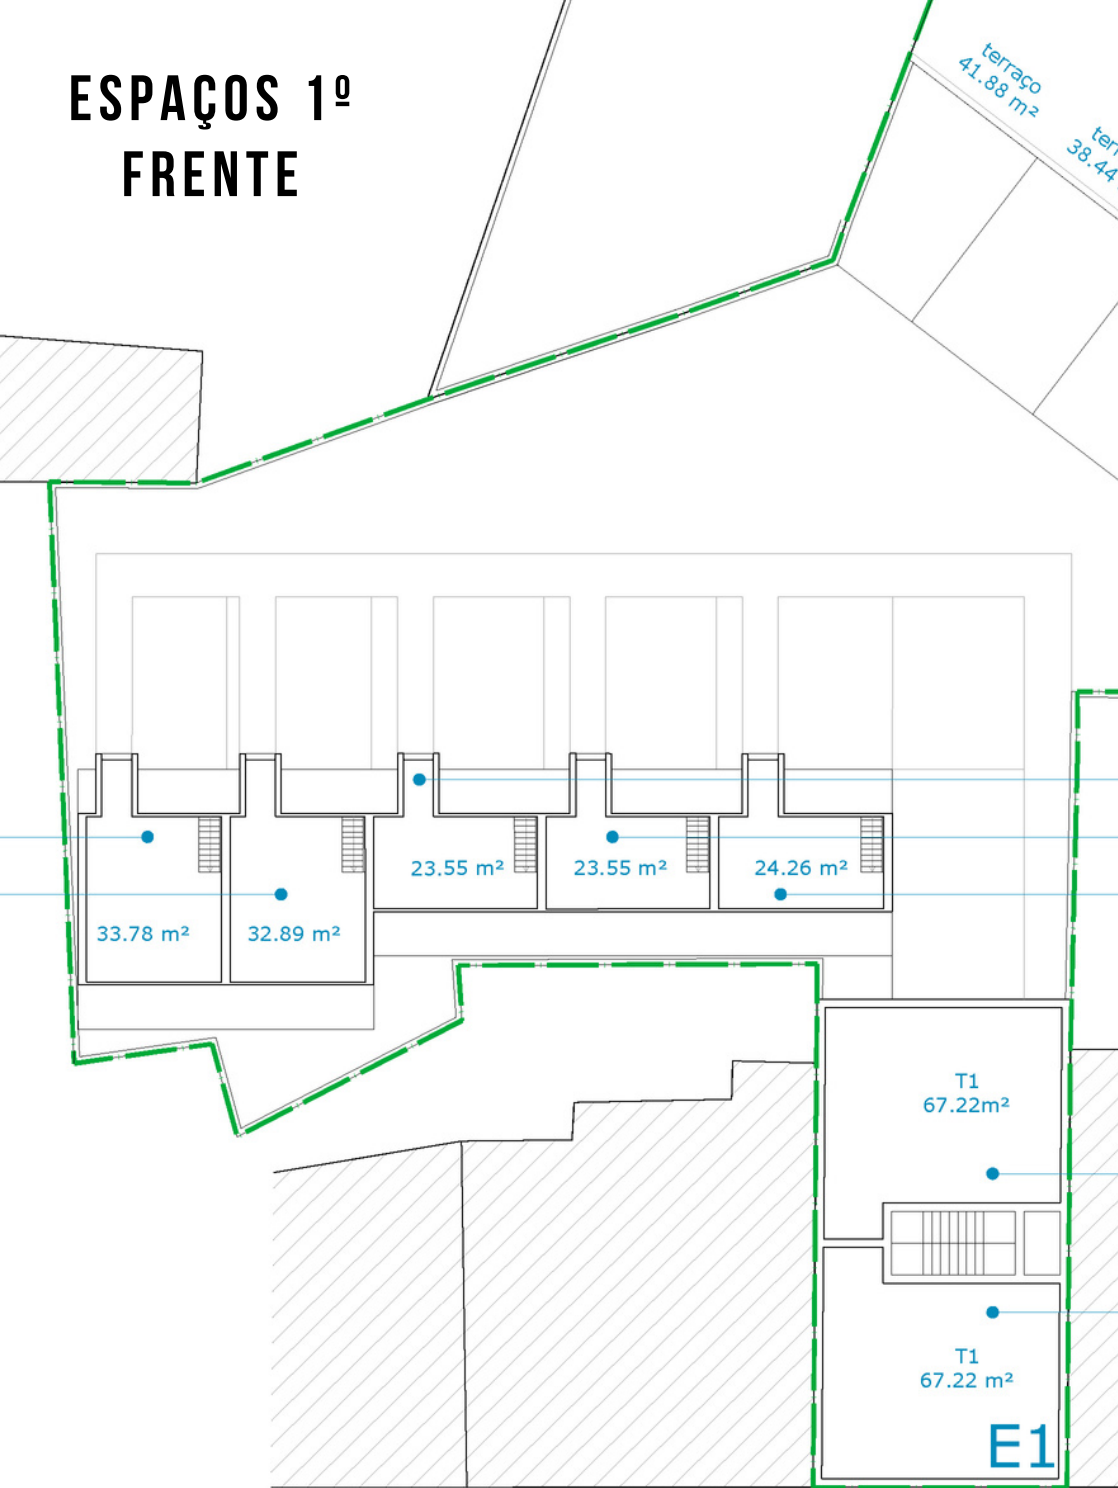 ESPAÇOS 1º
FRENTE
terraço
41.88 m²
38.44
23.55 m²
23.55 m²
24.26 m²
33.78 m²
32.89 m²
T1
67.22m²
T1
67.22 m²
E1